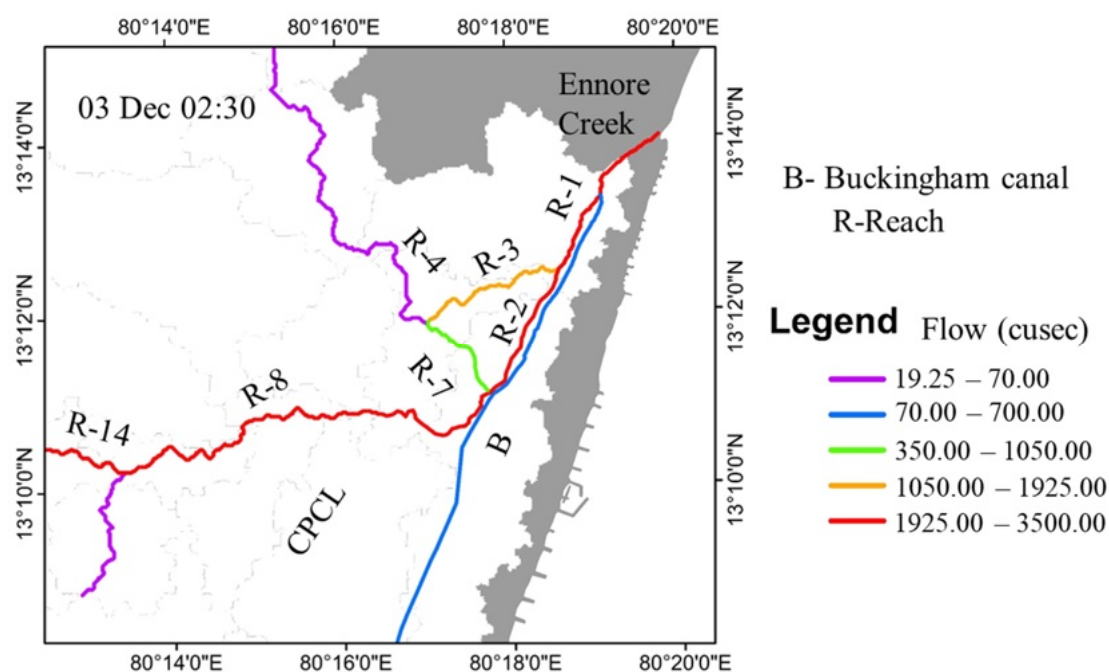 80°14'0"E 80°16'0"E 80°18'0"E 80°20'0"E
03 Dec 02:30
Ennore
Creek
13°14'0"N
13°14'0"N
B- Buckingham canal
R-Reach
R-1
R-4
R-3
13°12'0"N
13°12'0"N
R-2
Legend Flow (cusec)
R-7
R-8
19.25 – 70.00
R-14
70.00 – 700.00
B
350.00 – 1050.00
13°10'0"N
13°10'0"N
1050.00 – 1925.00
CPCL
1925.00 – 3500.00
80°14'0"E 80°16'0"E 80°18'0"E 80°20'0"E